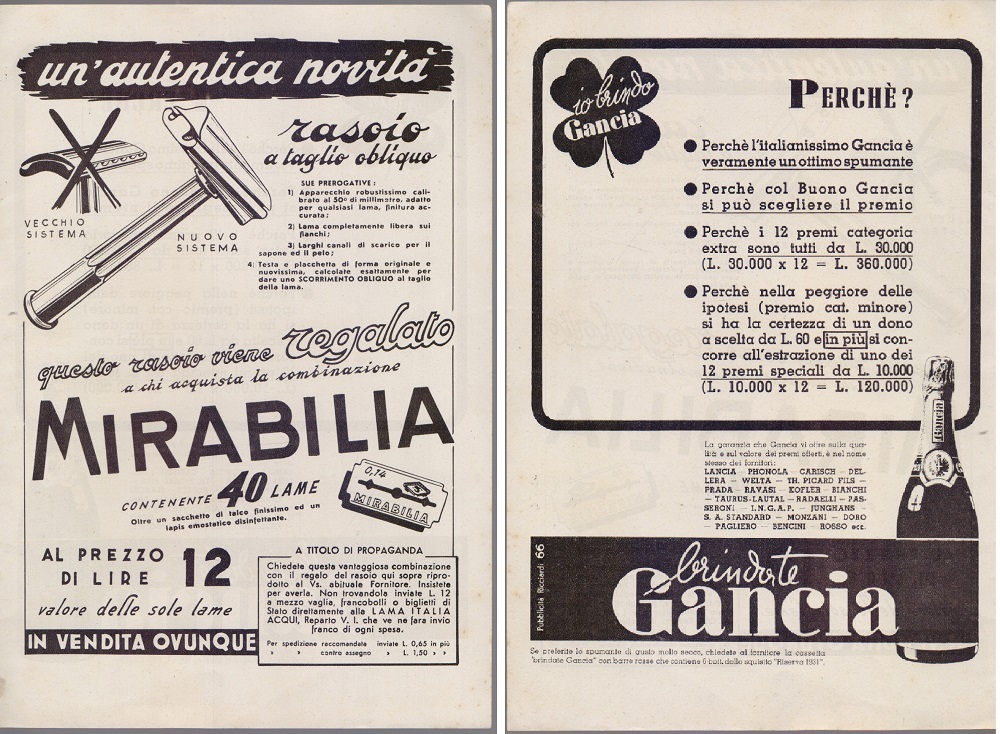 un'autentica novità
rasoio
a taglio obliquo
VECCHIO
SISTEMA
NUOVO
SISTEMA
SUE PREROGATIVE :
1) Apparecchio robustissimo cali-
brato al 50º di millimetro, adatto
per qualsiasi lama, finitura ac-
curata;
2) Lama completamente libera sui
fianchi;
3) Larghi canali di scarico per il
sapone ed il pelo;
4) Testa e placchetta di forma originale e
nuovissima, calcolate esattamente per
dare uno SCORRIMENTO OBLIQUO al taglio
della lama.
questo rasoio viene regalato
a chi acquista la combinazione
MIRABILIA
CONTENENTE 40 LAME
Oltre un sacchetto di talco finissimo ed un
lapis emostatico disinfettante.
0,14
MIRABILIA
AL PREZZO
DI LIRE 12
valore delle sole lame
IN VENDITA OVUNQUE
A TITOLO DI PROPAGANDA
Chiedete questa vantaggiosa combinazione
con il regalo del rasoio qui sopra ripro-
dotto al Vs. abituale Fornitore. Insistete
per averla. Non trovandola inviate L. 12
a mezzo vaglia, francobolli o biglietti di
Stato direttamente alla LAMA ITALIA
ACQUI, Reparto V. I. che ve ne fara invio
franco di ogni spesa.
Per spedizione raccomandata inviate L. 0,65 in più
» » contro assegno » L. 1,50 » »
io brindo
Gancia
PERCHÈ?
● Perchè l'italianissimo Gancia è
veramente un ottimo spumante
● Perchè col Buono Gancia
si può scegliere il premio
● Perchè i 12 premi categoria
extra sono tutti da L. 30.000
(L. 30.000 x 12 = L. 360.000)
● Perchè nella peggiore delle
ipotesi (premio cat. minore)
si ha la certezza di un dono
a scelta da L. 60 e in più si con-
corre all'estrazione di uno dei
12 premi speciali da L. 10.000
(L. 10.000 x 12 = L. 120.000)
Gancia
La garanzia che Gancia vi offre sulla qua-
lità e sul valore dei premi offerti, è nel nome
stesso dei fornitori:
LANCIA - PHONOLA - CARISCH - DEL-
LERA - WELTA - TH. PICARD FILS -
PRADA - RAVASI - KOFLER - BIANCHI
- TAURUS-LAUTAL - RADAELLI - PAS-
SERONI - I.N.G.A.P. - JUNGHANS -
S. A. STANDARD - MONZANI - DORO
- PAGLIERO - BENCINI - ROSSO ecc.
Pubblicità Ricciardi 66
brindate
Gancia
Se preferite lo spumante di gusto molto secco, chiedete al fornitore la cassetta
"brindate Gancia" con barre rosse che contiene 6 bott. dello squisito "Riserva 1931".